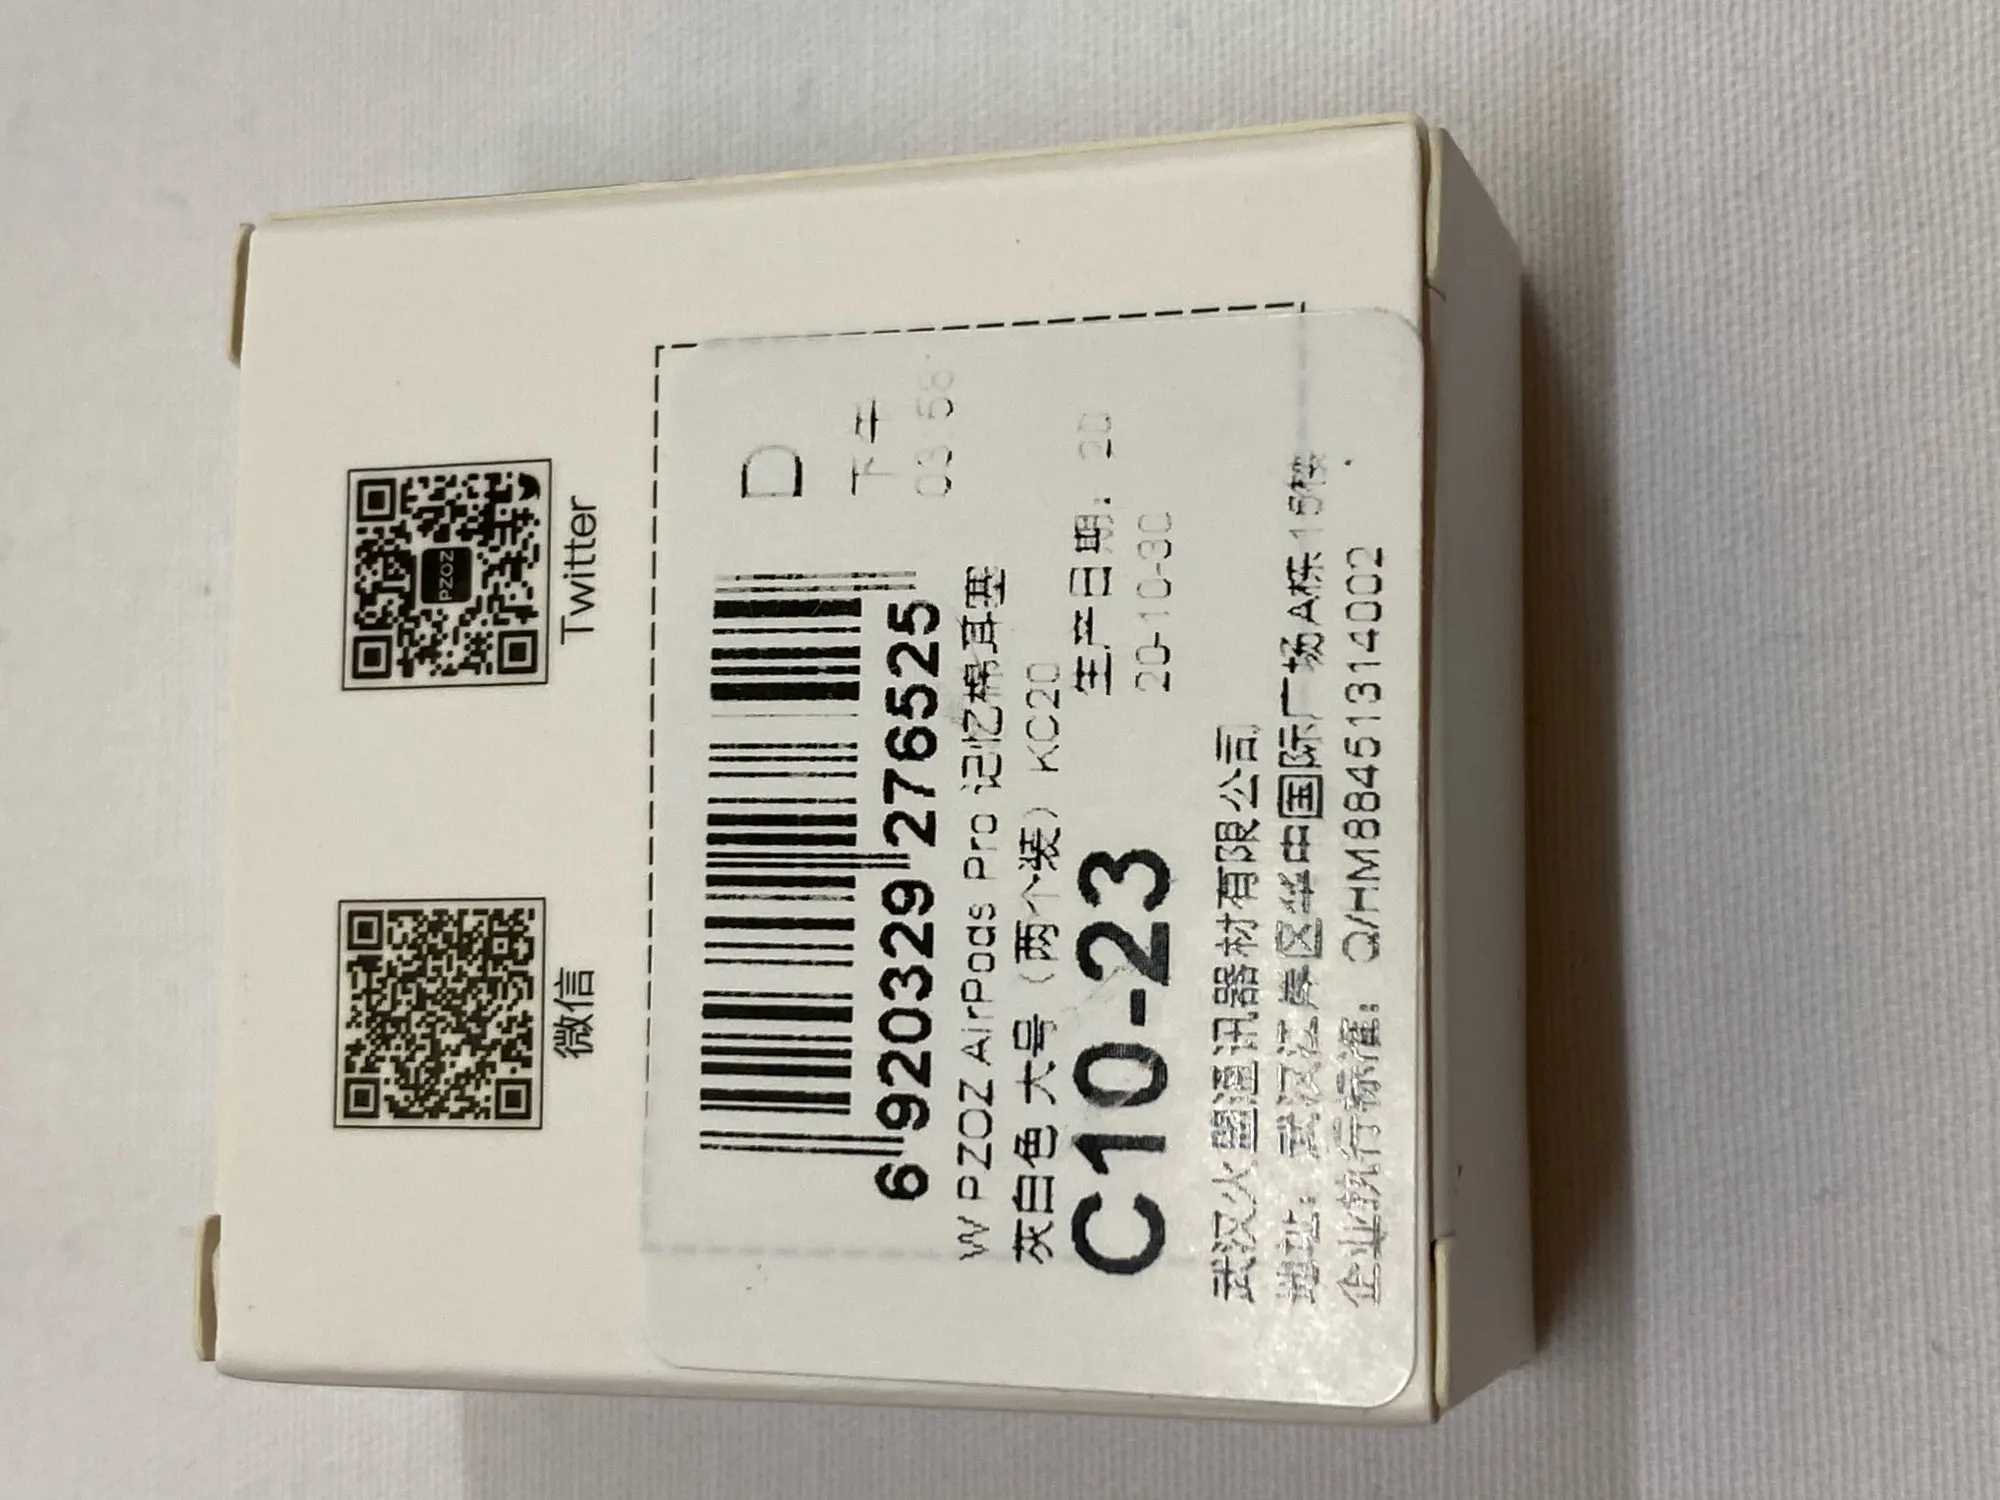 微信
Twitter
PZOZ
D
6 920329 276525
下午
03:56
W PZOZ AirPods Pro 记忆棉耳塞
灰白色 大号（两个装）KC20
C10-23
生产日期：20
20-10-30
武汉火盟通讯器材有限公司
地址：武汉江岸区华中国际广场A栋15楼
企业执行标准：Q/HM88451314002